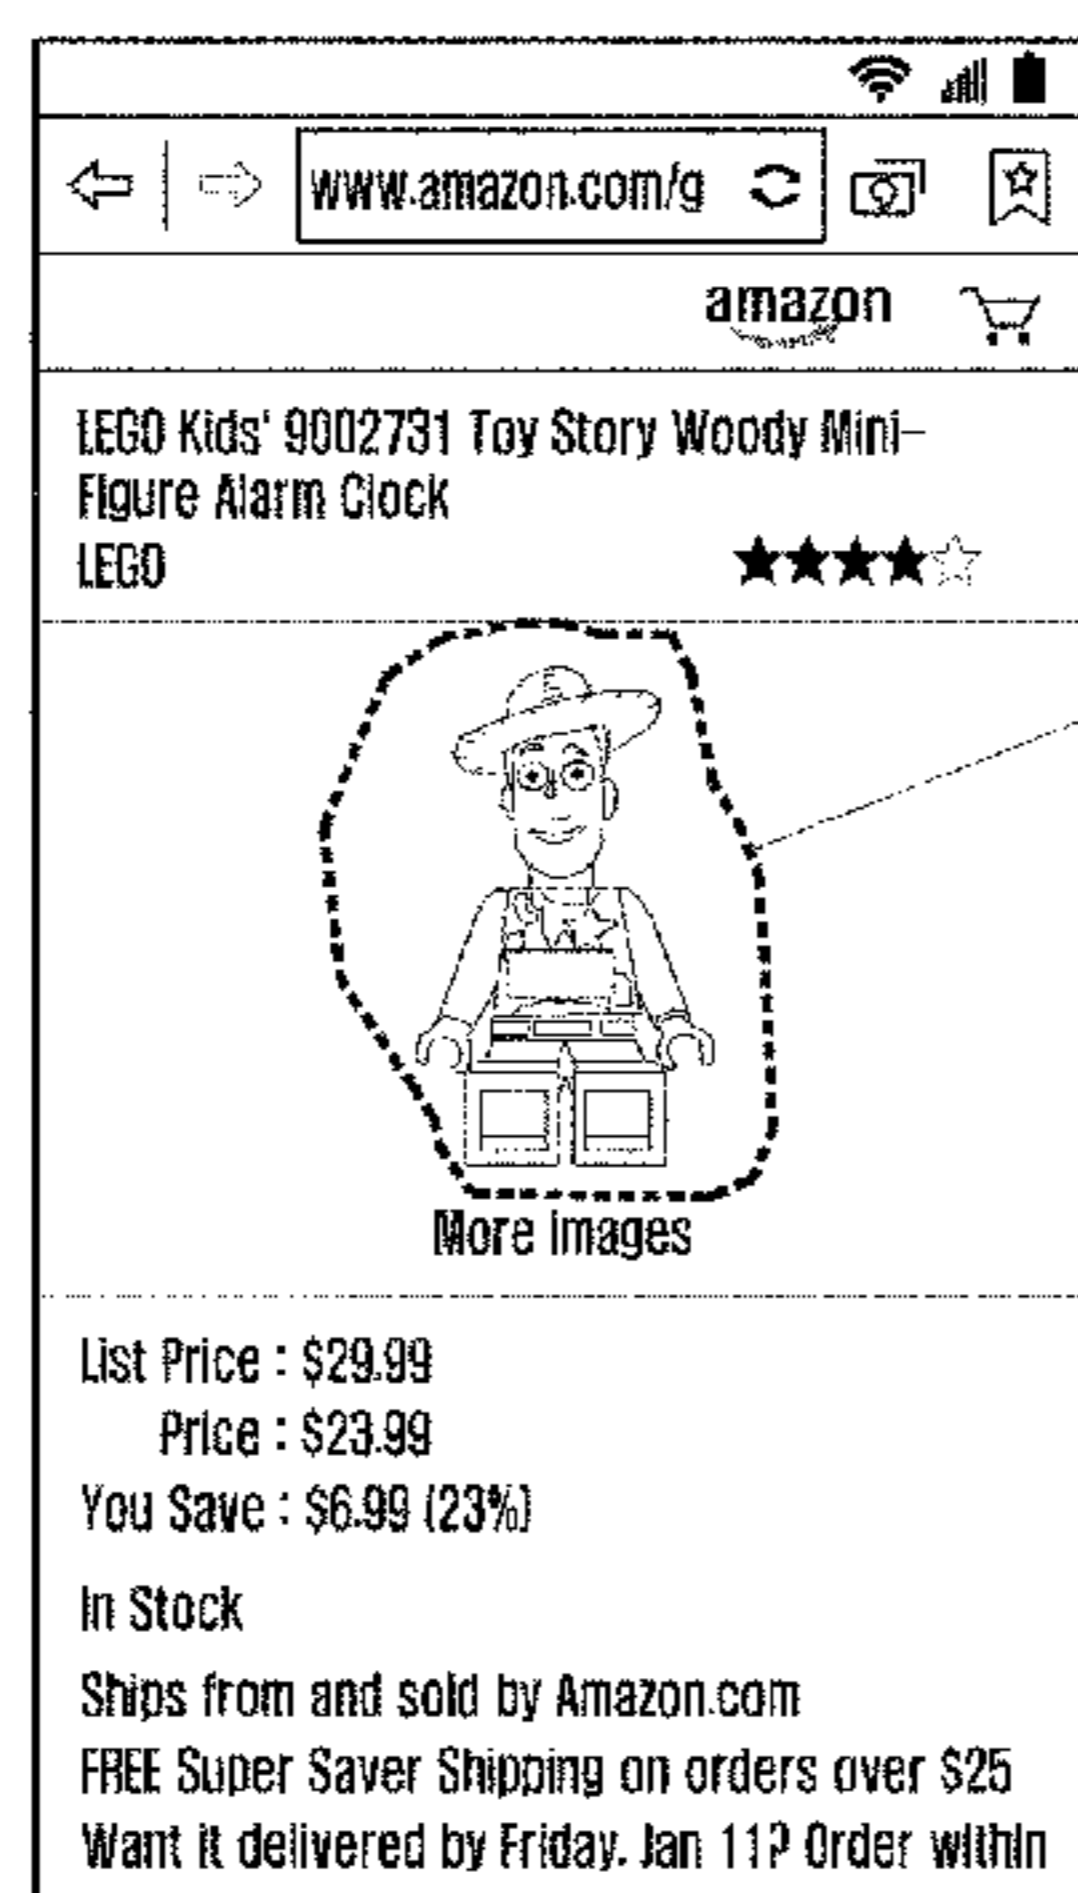 www.amazon.com/g
amazon
LEGO Kids' 9002731 Toy Story Woody Mini-
Figure Alarm Clock
LEGO
More images
List Price : $29.99
Price : $23.99
You Save : $6.99 (23%)
In Stock
Ships from and sold by Amazon.com
FREE Super Saver Shipping on orders over $25
Want it delivered by Friday. Jan 11? Order within